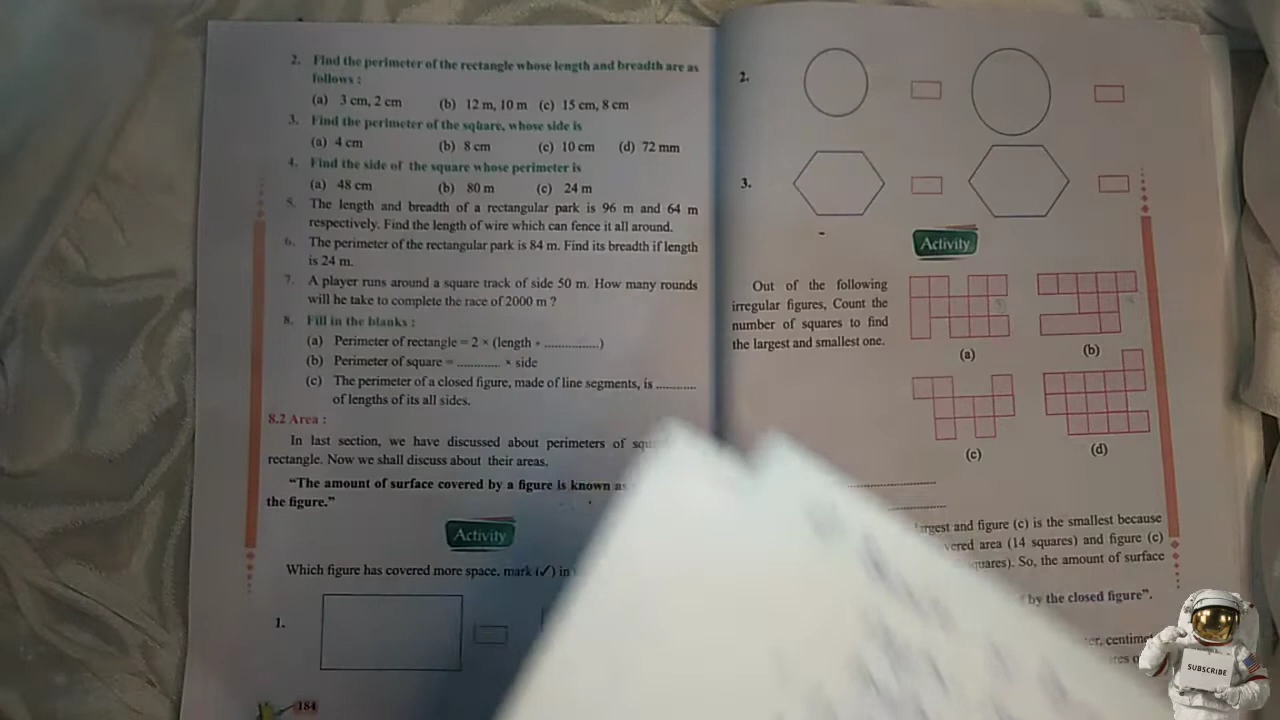 2. Find the perimeter of the rectangle whose length and breadth are as
follows :
(a) 3 cm, 2 cm (b) 12 m, 10 m (c) 15 cm, 8 cm
3. Find the perimeter of the square, whose side is
(a) 4 cm (b) 8 cm (c) 10 cm (d) 72 mm
4. Find the side of the square whose perimeter is
(a) 48 cm (b) 80 m (c) 24 m
5. The length and breadth of a rectangular park is 96 m and 64 m
respectively. Find the length of wire which can fence it all around.
6. The perimeter of the rectangular park is 84 m. Find its breadth if length
is 24 m.
7. A player runs around a square track of side 50 m. How many rounds
will he take to complete the race of 2000 m ?
8. Fill in the blanks :
(a) Perimeter of rectangle = 2 × (length + ...............)
(b) Perimeter of square = ............ × side
(c) The perimeter of a closed figure, made of line segments, is ...........
of lengths of its all sides.
8.2 Area :
In last section, we have discussed about perimeters of
rectangle. Now we shall discuss about their areas.
“The amount of surface covered by a figure is known as
the figure.”
Activity
Which figure has covered more space, mark (✓) in
1.
184
2.
3.
Activity
Out of the following
irregular figures, Count the
number of squares to find
the largest and smallest one.
(a)
(b)
(c)
(d)
and figure (c) is the smallest because
area (14 squares) and figure (c)
So, the amount of surface
by the closed figure”.
SUBSCRIBE